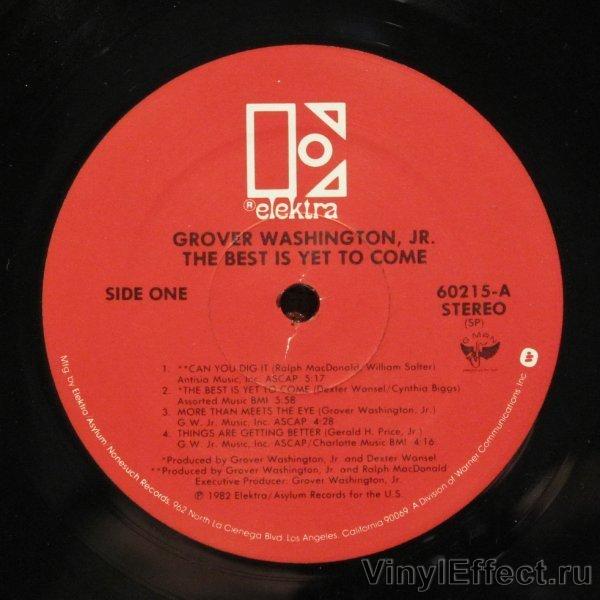 ® elektra
GROVER WASHINGTON, JR.
THE BEST IS YET TO COME
SIDE ONE
60215-A
STEREO
(SP)
G MAN
1. **CAN YOU DIG IT (Ralph MacDonald, William Salter)
Antisia Music, Inc. ASCAP 5:17
2. *THE BEST IS YET TO COME (Dexter Wansel/Cynthia Biggs)
Assorted Music BMI 5:58
3. MORE THAN MEETS THE EYE (Grover Washington, Jr.)
G.W. Jr. Music, Inc. ASCAP 4:28
4. THINGS ARE GETTING BETTER (Gerald H. Price, Jr.)
G.W. Jr. Music, Inc. ASCAP/Charlotte Music BMI 4:16
*Produced by Grover Washington, Jr. and Dexter Wansel
**Produced by Grover Washington, Jr. and Ralph MacDonald
Executive Producer: Grover Washington, Jr.
℗ 1982 Elektra/Asylum Records for the U.S.
Mfg. by Elektra/Asylum/Nonesuch Records, 962 North La Cienega Blvd. Los Angeles, California 90069. A Division of Warner Communications Inc.
VinylEffect.ru